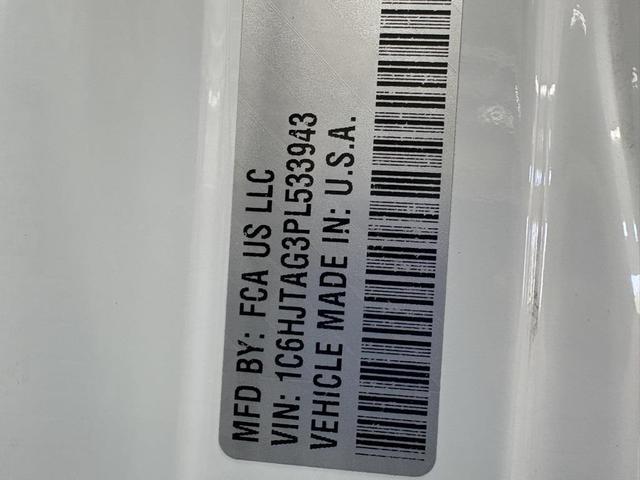 MFD BY: FCA US LLC
VIN: 1C6HJTAG3PL533943
VEHICLE MADE IN: U.S.A.